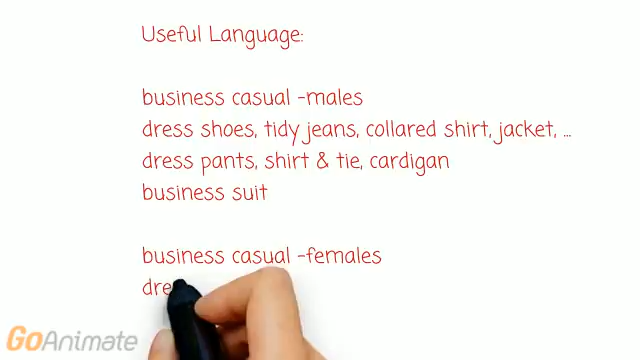 Useful Language:
business casual -males
dress shoes, tidy jeans, collared shirt, jacket, ...
dress pants, shirt & tie, cardigan
business suit
business casual -females
dre
GoAnimate